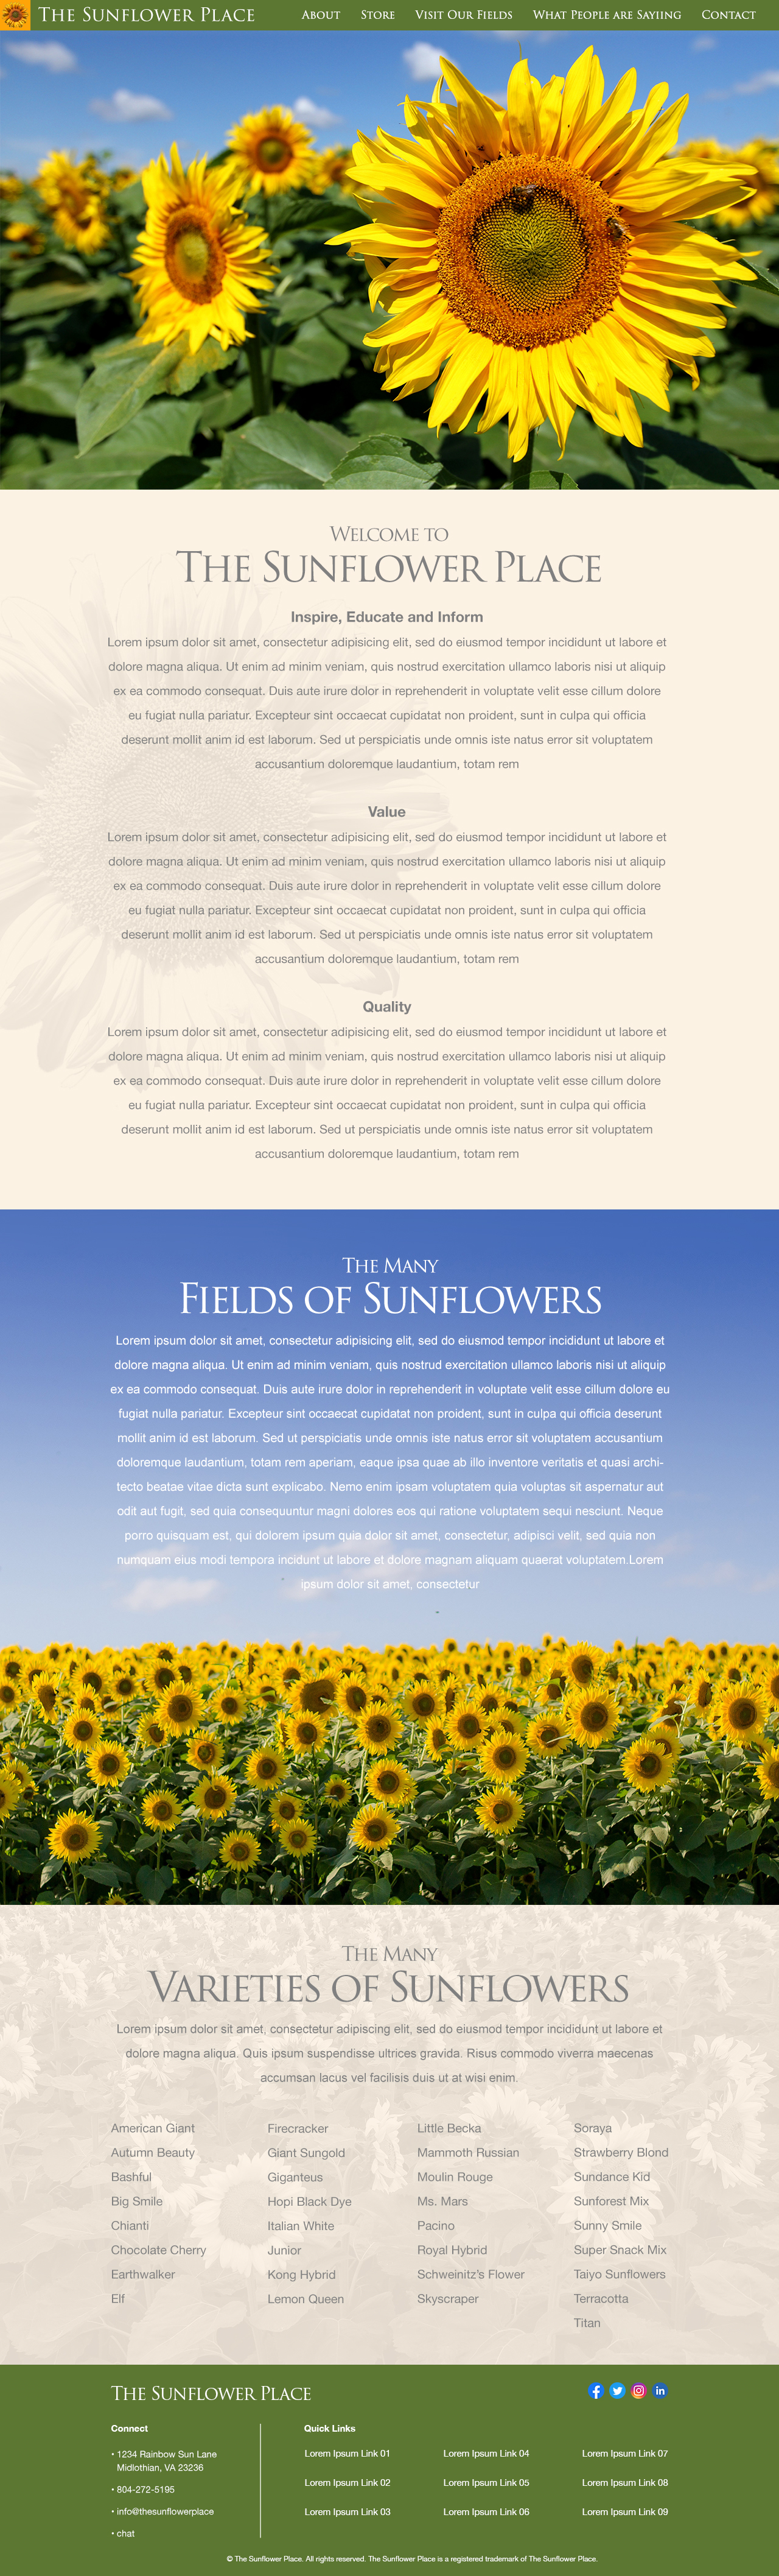 The Sunflower Place
About Store Visit Our Fields What People are Sayiing Contact
Welcome to
The Sunflower Place
Inspire, Educate and Inform
Lorem ipsum dolor sit amet, consectetur adipisicing elit, sed do eiusmod tempor incididunt ut labore et
dolore magna aliqua. Ut enim ad minim veniam, quis nostrud exercitation ullamco laboris nisi ut aliquip
ex ea commodo consequat. Duis aute irure dolor in reprehenderit in voluptate velit esse cillum dolore
eu fugiat nulla pariatur. Excepteur sint occaecat cupidatat non proident, sunt in culpa qui officia
deserunt mollit anim id est laborum. Sed ut perspiciatis unde omnis iste natus error sit voluptatem
accusantium doloremque laudantium, totam rem
Value
Lorem ipsum dolor sit amet, consectetur adipisicing elit, sed do eiusmod tempor incididunt ut labore et
dolore magna aliqua. Ut enim ad minim veniam, quis nostrud exercitation ullamco laboris nisi ut aliquip
ex ea commodo consequat. Duis aute irure dolor in reprehenderit in voluptate velit esse cillum dolore
eu fugiat nulla pariatur. Excepteur sint occaecat cupidatat non proident, sunt in culpa qui officia
deserunt mollit anim id est laborum. Sed ut perspiciatis unde omnis iste natus error sit voluptatem
accusantium doloremque laudantium, totam rem
Quality
Lorem ipsum dolor sit amet, consectetur adipisicing elit, sed do eiusmod tempor incididunt ut labore et
dolore magna aliqua. Ut enim ad minim veniam, quis nostrud exercitation ullamco laboris nisi ut aliquip
ex ea commodo consequat. Duis aute irure dolor in reprehenderit in voluptate velit esse cillum dolore
eu fugiat nulla pariatur. Excepteur sint occaecat cupidatat non proident, sunt in culpa qui officia
deserunt mollit anim id est laborum. Sed ut perspiciatis unde omnis iste natus error sit voluptatem
accusantium doloremque laudantium, totam rem
The Many
Fields of Sunflowers
Lorem ipsum dolor sit amet, consectetur adipisicing elit, sed do eiusmod tempor incididunt ut labore et
dolore magna aliqua. Ut enim ad minim veniam, quis nostrud exercitation ullamco laboris nisi ut aliquip
ex ea commodo consequat. Duis aute irure dolor in reprehenderit in voluptate velit esse cillum dolore eu
fugiat nulla pariatur. Excepteur sint occaecat cupidatat non proident, sunt in culpa qui officia deserunt
mollit anim id est laborum. Sed ut perspiciatis unde omnis iste natus error sit voluptatem accusantium
doloremque laudantium, totam rem aperiam, eaque ipsa quae ab illo inventore veritatis et quasi archi-
tecto beatae vitae dicta sunt explicabo. Nemo enim ipsam voluptatem quia voluptas sit aspernatur aut
odit aut fugit, sed quia consequuntur magni dolores eos qui ratione voluptatem sequi nesciunt. Neque
porro quisquam est, qui dolorem ipsum quia dolor sit amet, consectetur, adipisci velit, sed quia non
numquam eius modi tempora incidunt ut labore et dolore magnam aliquam quaerat voluptatem.Lorem
ipsum dolor sit amet, consectetur
The Many
Varieties of Sunflowers
Lorem ipsum dolor sit amet, consectetur adipiscing elit, sed do eiusmod tempor incididunt ut labore et
dolore magna aliqua. Quis ipsum suspendisse ultrices gravida. Risus commodo viverra maecenas
accumsan lacus vel facilisis duis ut at wisi enim.
American Giant
Autumn Beauty
Bashful
Big Smile
Chianti
Chocolate Cherry
Earthwalker
Elf
Firecracker
Giant Sungold
Giganteus
Hopi Black Dye
Italian White
Junior
Kong Hybrid
Lemon Queen
Little Becka
Mammoth Russian
Moulin Rouge
Ms. Mars
Pacino
Royal Hybrid
Schweinitz's Flower
Skyscraper
Soraya
Strawberry Blond
Sundance Kid
Sunforest Mix
Sunny Smile
Super Snack Mix
Taiyo Sunflowers
Terracotta
Titan
The Sunflower Place
Connect
• 1234 Rainbow Sun Lane
Midlothian, VA 23236
• 804-272-5195
• info@thesunflowerplace
• chat
Quick Links
Lorem Ipsum Link 01
Lorem Ipsum Link 02
Lorem Ipsum Link 03
Lorem Ipsum Link 04
Lorem Ipsum Link 05
Lorem Ipsum Link 06
Lorem Ipsum Link 07
Lorem Ipsum Link 08
Lorem Ipsum Link 09
© The Sunflower Place. All rights reserved. The Sunflower Place is a registered trademark of The Sunflower Place.